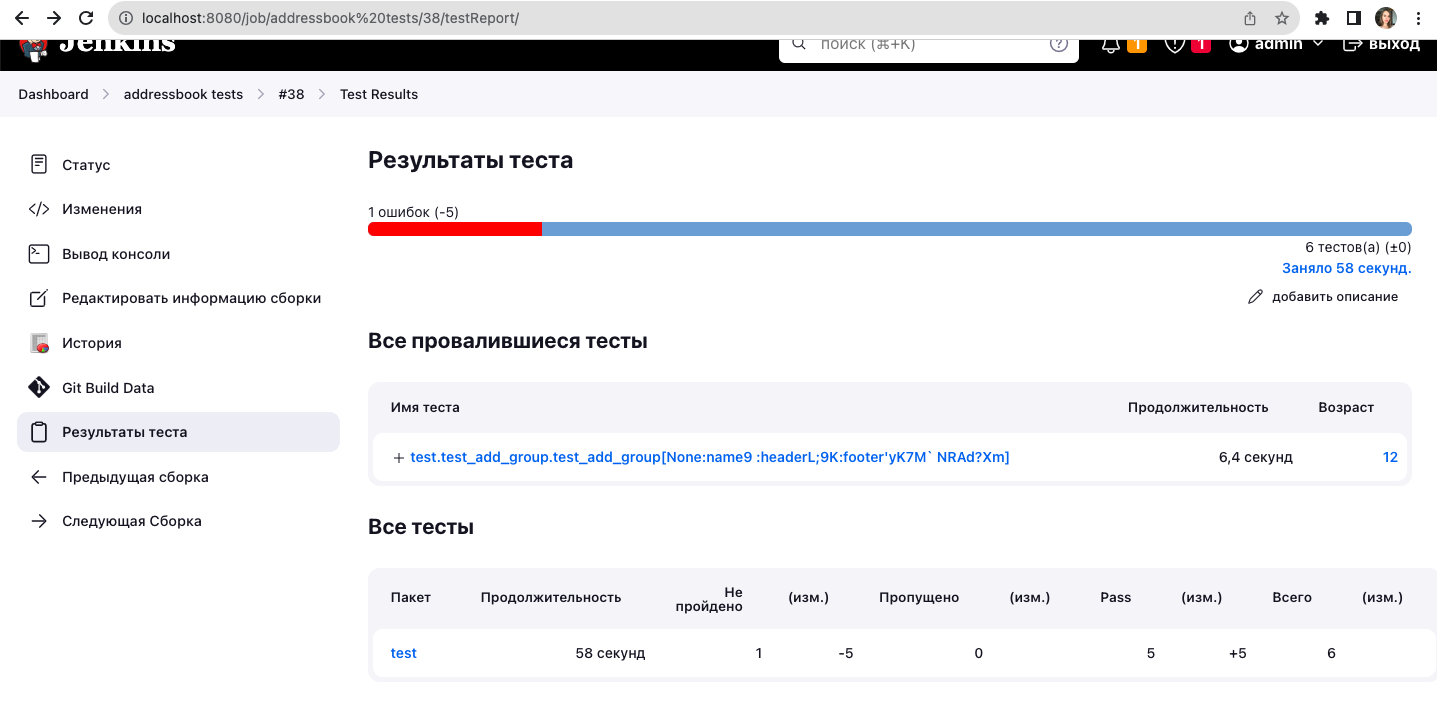 localhost:8080/job/addressbook%20tests/38/testReport/
Jenkins
поиск (⌘+K)
1
1
admin
выход
Dashboard
addressbook tests
#38
Test Results
Статус
Изменения
Вывод консоли
Редактировать информацию сборки
История
Git Build Data
Результаты теста
Предыдущая сборка
Следующая Сборка
Результаты теста
1 ошибок (-5)
6 тестов(а) (±0)
Заняло 58 секунд.
добавить описание
Все провалившиеся тесты
Имя теста Продолжительность Возраст
test.test_add_group.test_add_group[None:name9 :headerL;9K:footer'yK7M` NRAd?Xm] 6,4 секунд 12
Все тесты
Пакет Продолжительность Не пройдено (изм.) Пропущено (изм.) Pass (изм.) Всего (изм.)
test 58 секунд 1 -5 0 5 +5 6